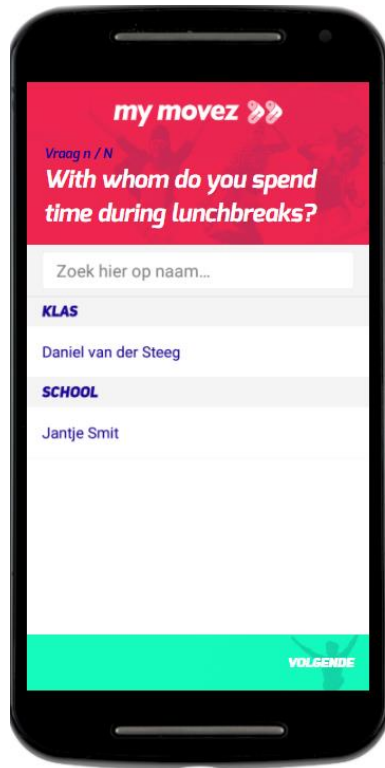 my movez
Vraag n / N
With whom do you spend
time during lunchbreaks?
Zoek hier op naam...
KLAS
Daniel van der Steeg
SCHOOL
Jantje Smit
VOLGENDE